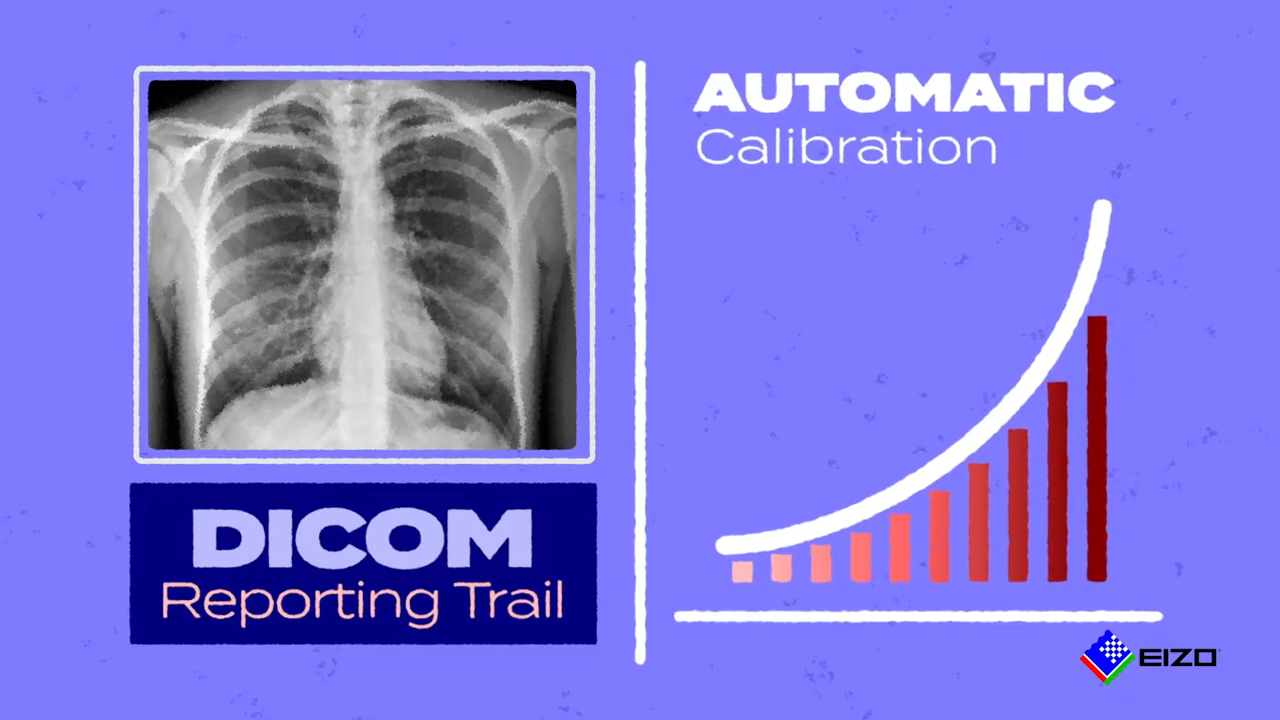 DICOM
Reporting Trail
AUTOMATIC
Calibration
EIZO